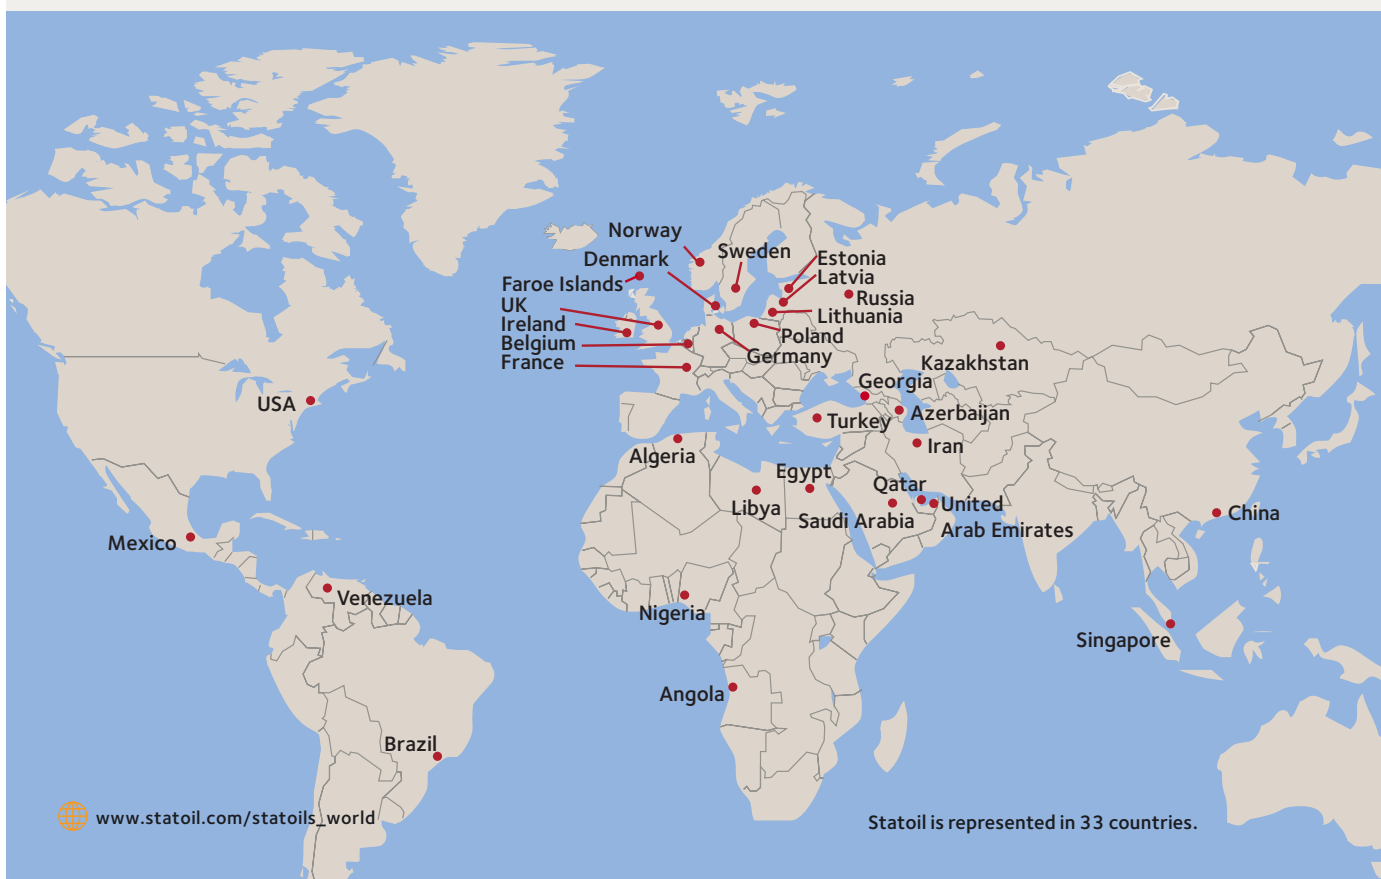 Norway
Sweden
Denmark
Estonia
Latvia
Faroe Islands
Russia
UK
Lithuania
Ireland
Poland
Belgium
Germany
France
Kazakhstan
Georgia
USA
Azerbaijan
Turkey
Iran
Algeria
Egypt
Qatar
Libya
United
Arab Emirates
Saudi Arabia
China
Mexico
Venezuela
Nigeria
Singapore
Angola
Brazil
www.statoil.com/statoils_world
Statoil is represented in 33 countries.